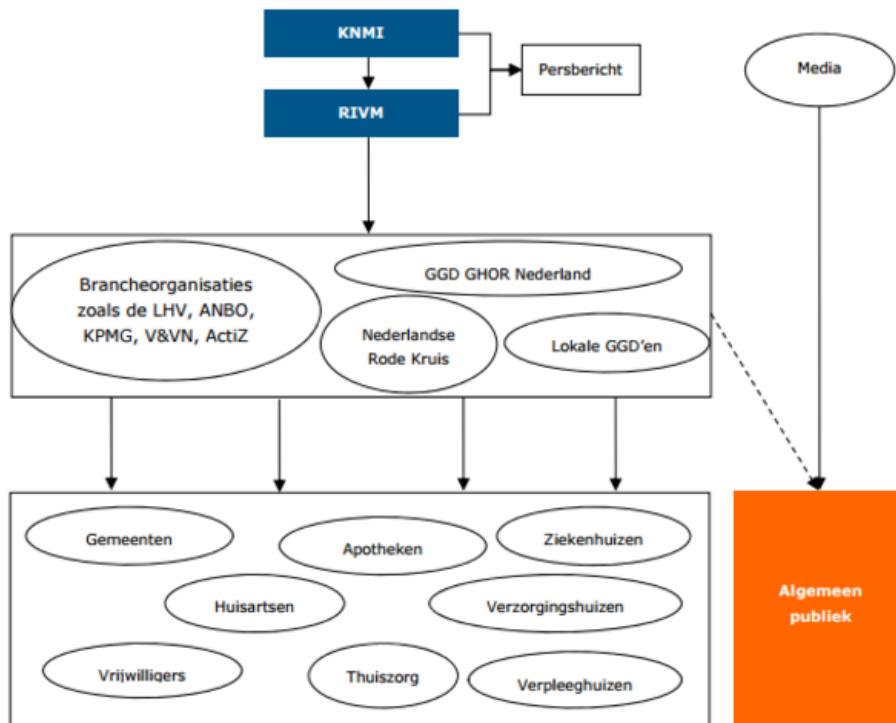 KNMI
Persbericht
Media
RIVM
Brancheorganisaties
zoals de LHV, ANBO,
KPMG, V&VN, ActiZ
GGD GHOR Nederland
Nederlandse
Rode Kruis
Lokale GGD’en
Gemeenten
Apotheken
Ziekenhuizen
Huisartsen
Verzorgingshuizen
Vrijwilligers
Thuiszorg
Verpleeghuizen
Algemeen
publiek